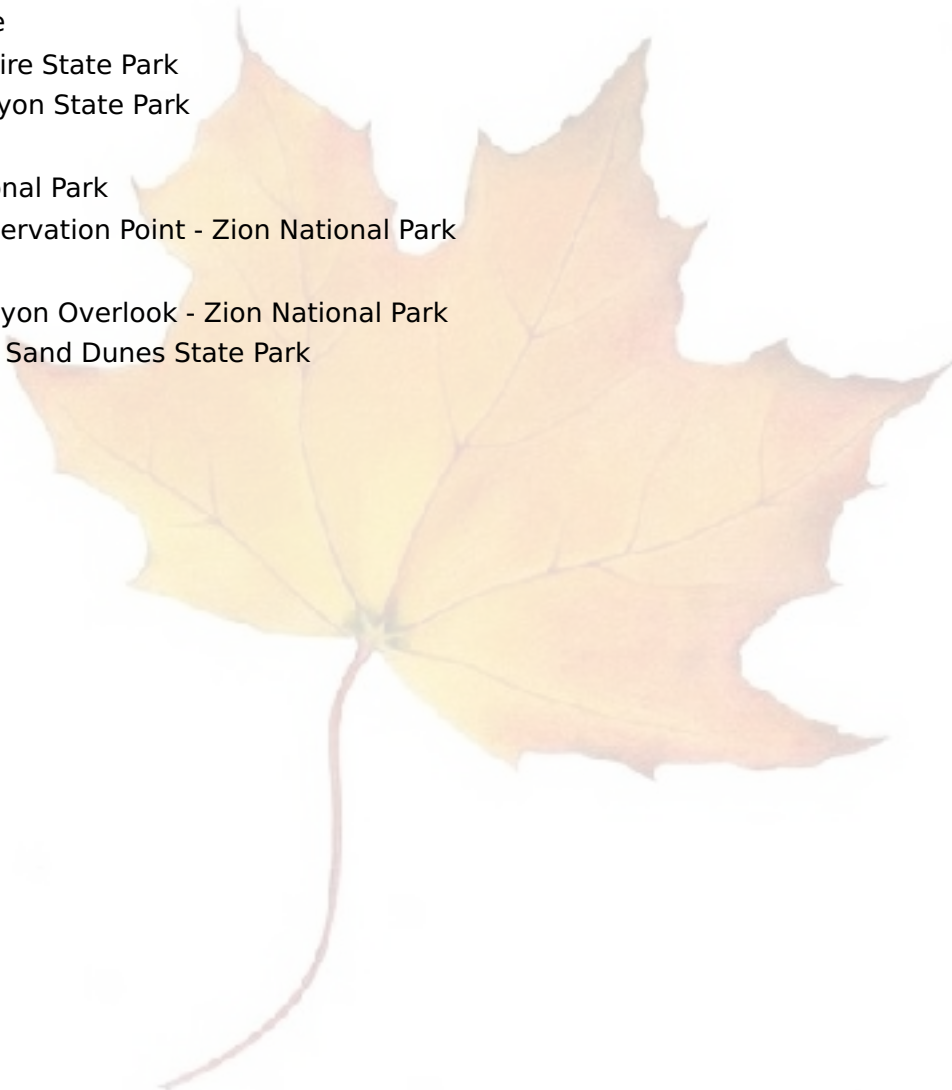 e
ire State Park
yon State Park
onal Park
ervation Point - Zion National Park
yon Overlook - Zion National Park
Sand Dunes State Park